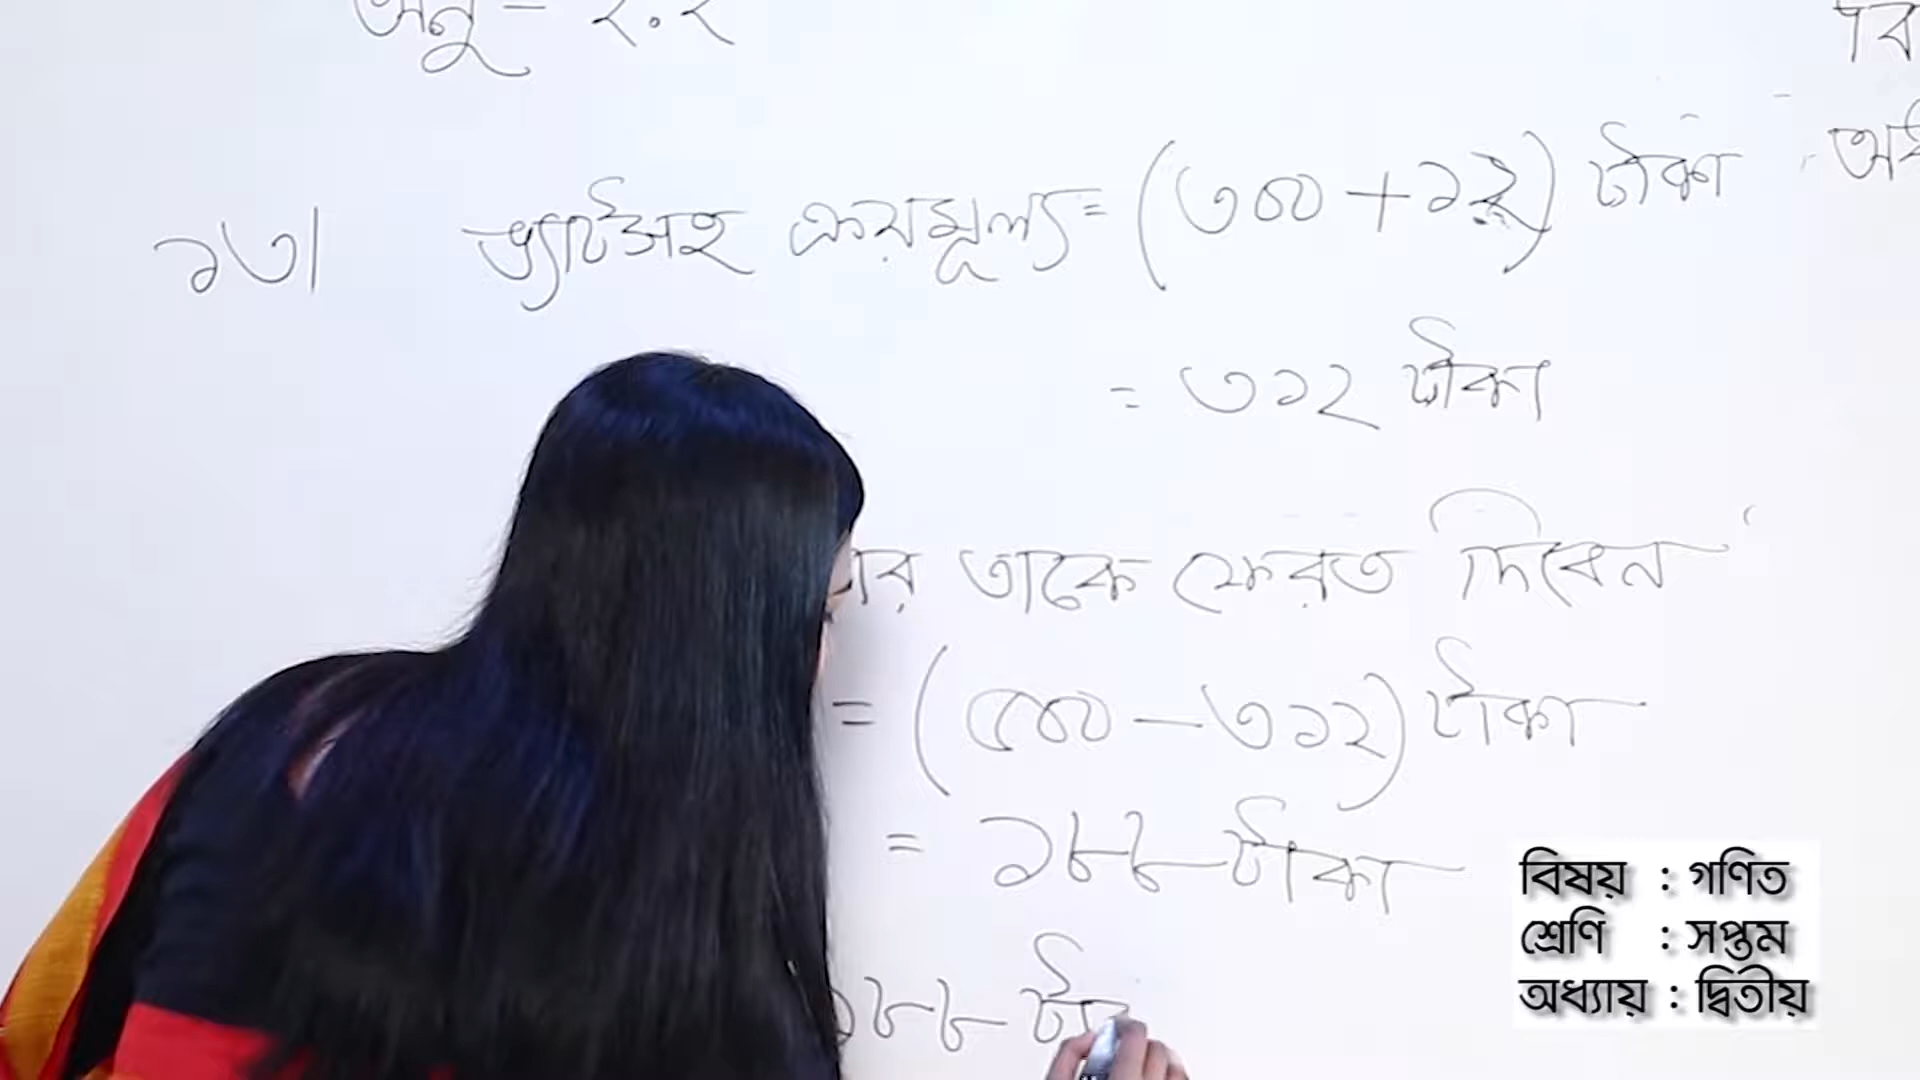 অনু - ২.২
১৩। ভ্যাটসহ ক্রয়মূল্য = (৩০০ + ১২) টাকা
= ৩১২ টাকা
তাকে ফেরত দিবেন
= (৫০০ - ৩১২) টাকা
= ১৮৮ টাকা
১৮৮ টা
বিষয় : গণিত
শ্রেণি : সপ্তম
অধ্যায় : দ্বিতীয়